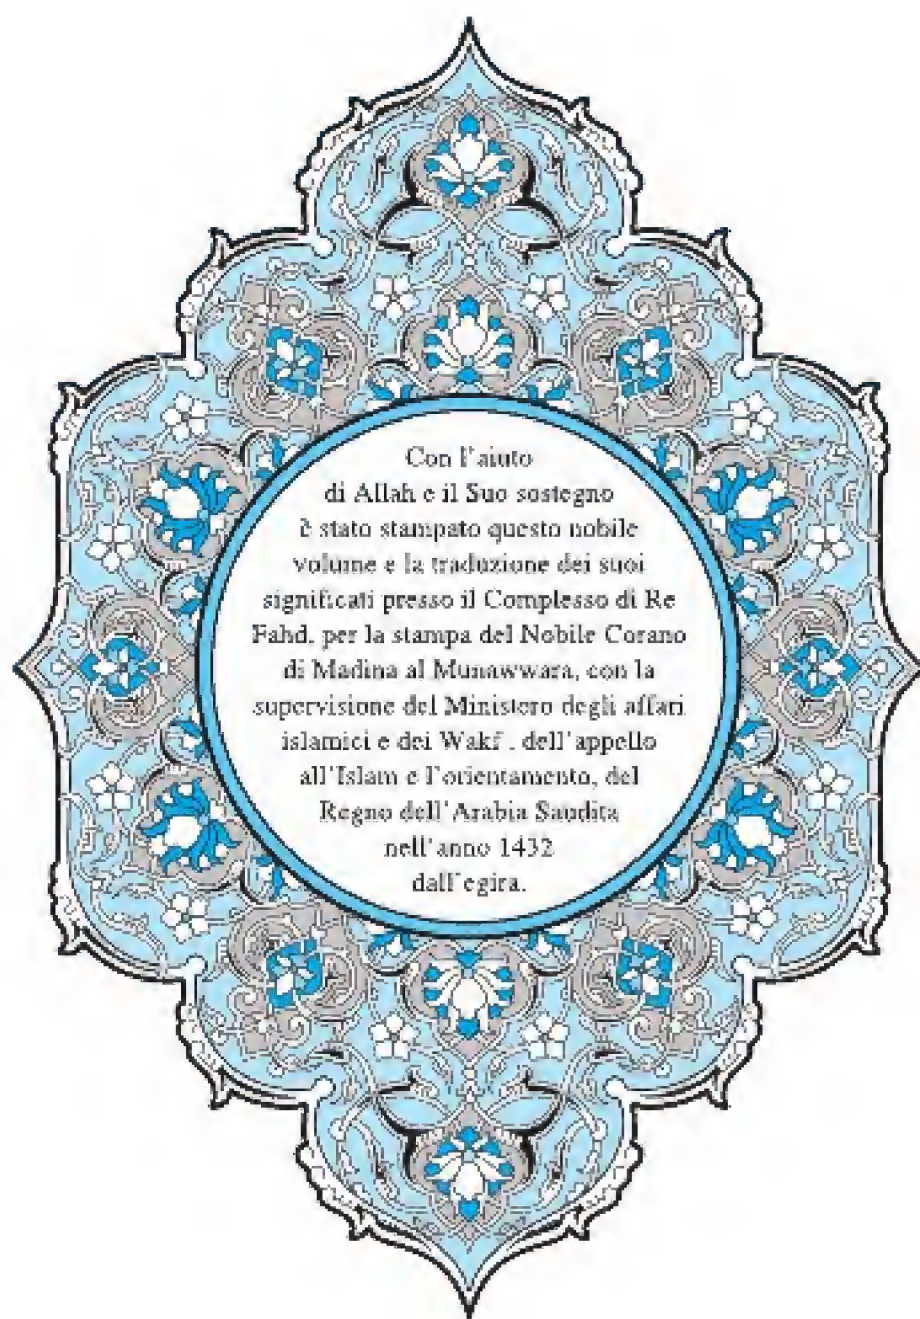 Con l'aiuto
di Allah e il Suo sostegno
è stato stampato questo nobile
volume e la traduzione dei suoi
significati presso il Complesso di Re
Fahd, per la stampa del Nobile Corano
di Madina al Munawwara, con la
supervisione del Ministero degli affari
islamici e dei Wakf , dell'appello
all'Islam e l'orientamento, del
Regno dell'Arabia Saudita
nell'anno 1432
dall'egira.